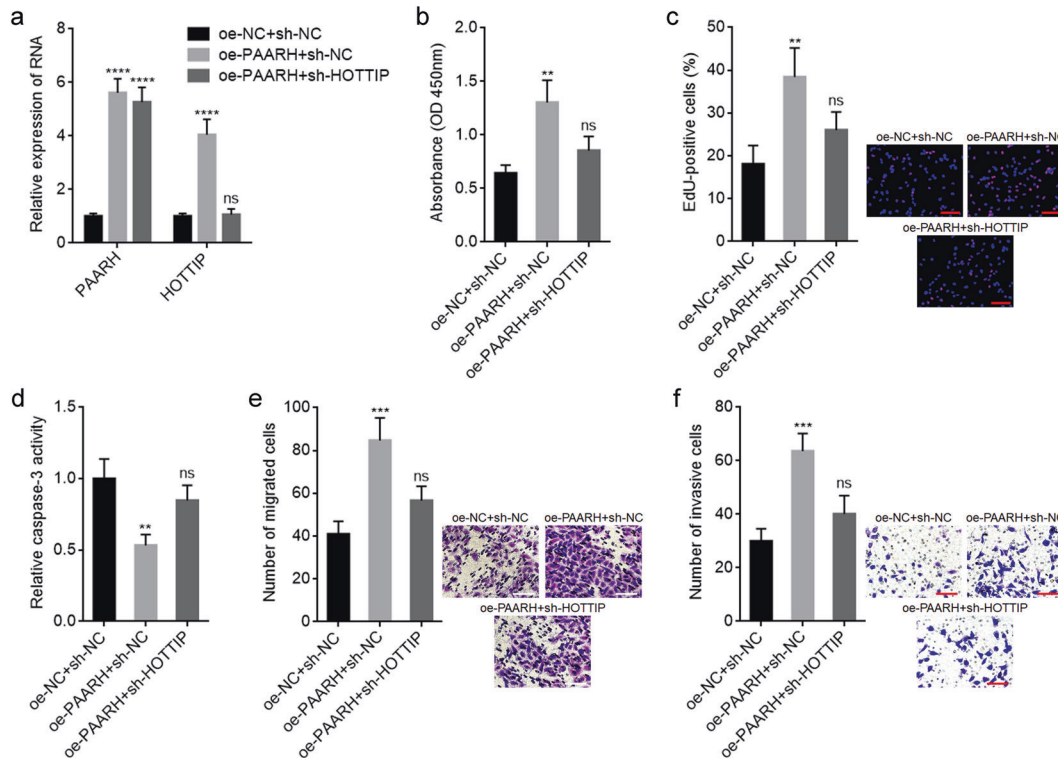 a
Relative expression of RNA
8
6
4
2
0
oe-NC+sh-NC
oe-PAARH+sh-NC
oe-PAARH+sh-HOTTIP
**** ****
****
ns
PAARH
HOTTIP
b
Absorbance (OD 450nm)
2.0
1.5
1.0
0.5
0.0
**
ns
oe-NC+sh-NC
oe-PAARH+sh-NC
oe-PAARH+sh-HOTTIP
c
EdU-positive cells (%)
50
40
30
20
10
0
**
ns
oe-NC+sh-NC
oe-PAARH+sh-NC
oe-PAARH+sh-HOTTIP
oe-NC+sh-NC oe-PAARH+sh-NC
oe-PAARH+sh-HOTTIP
d
Relative caspase-3 activity
1.5
1.0
0.5
0.0
**
ns
oe-NC+sh-NC
oe-PAARH+sh-NC
oe-PAARH+sh-HOTTIP
e
Number of migrated cells
100
80
60
40
20
0
***
ns
oe-NC+sh-NC
oe-PAARH+sh-NC
oe-PAARH+sh-HOTTIP
oe-NC+sh-NC oe-PAARH+sh-NC
oe-PAARH+sh-HOTTIP
f
Number of invasive cells
80
60
40
20
0
***
ns
oe-NC+sh-NC
oe-PAARH+sh-NC
oe-PAARH+sh-HOTTIP
oe-NC+sh-NC oe-PAARH+sh-NC
oe-PAARH+sh-HOTTIP